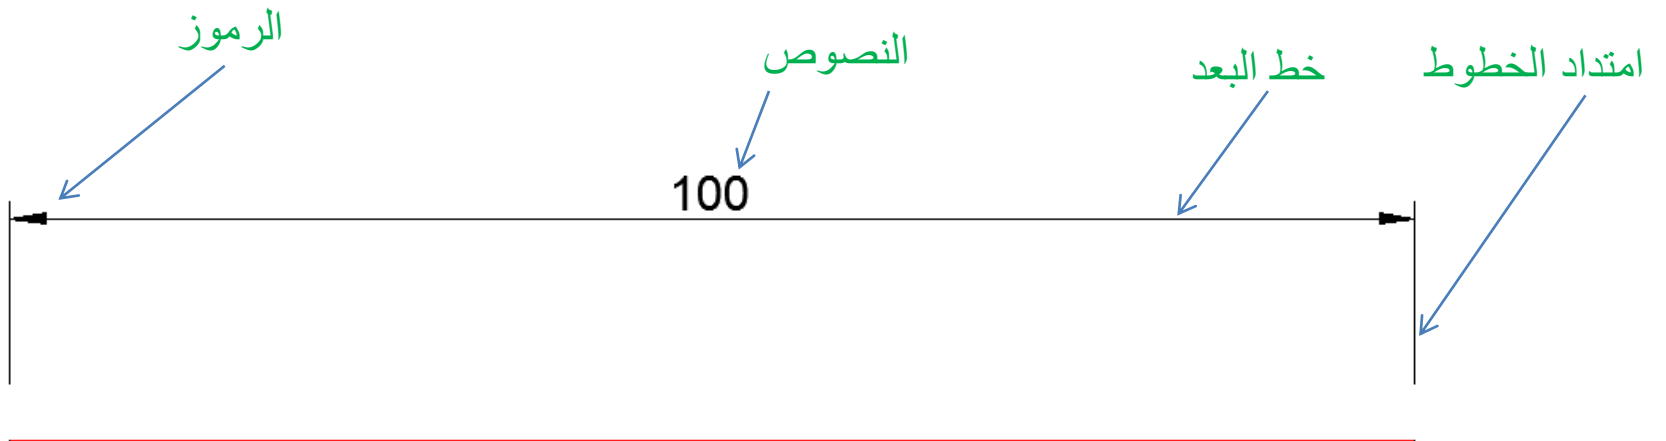 امتداد الخطوط
خط البعد
النصوص
الرموز
100